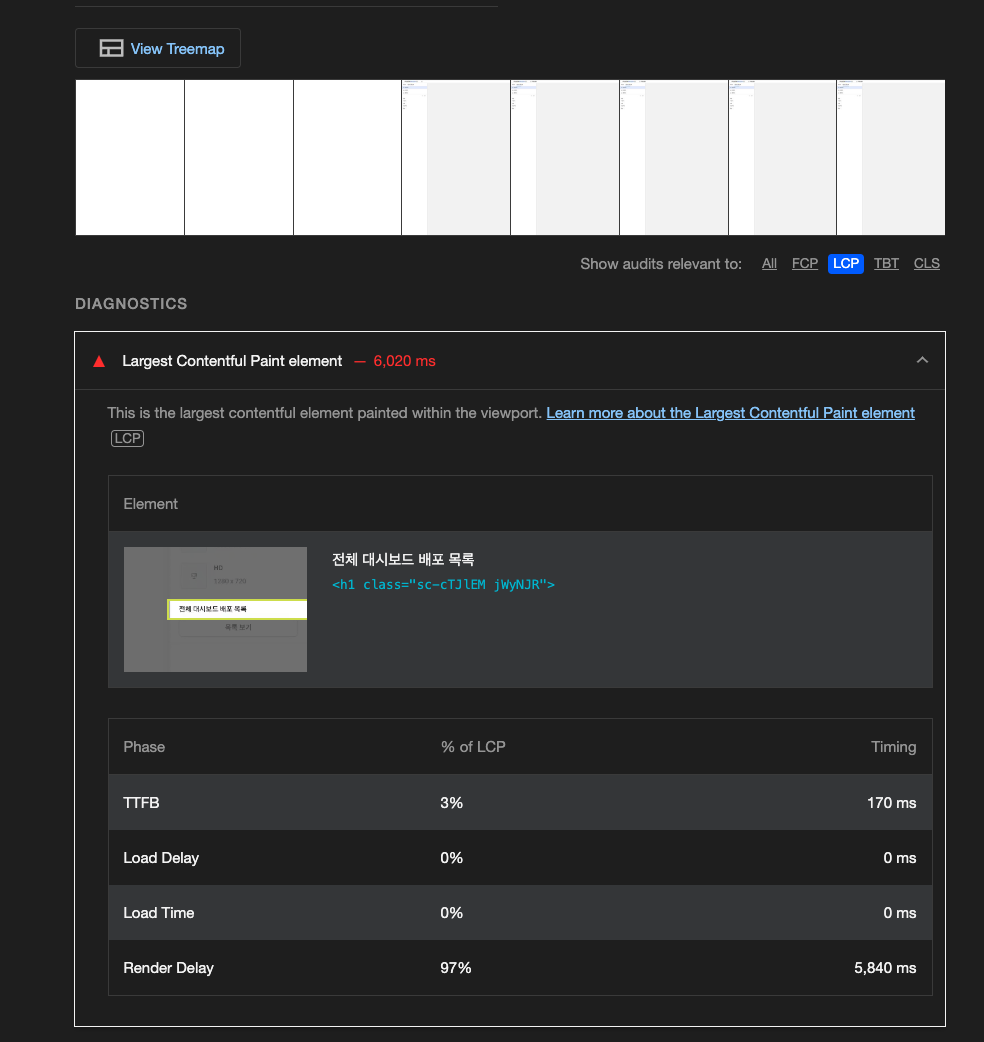 View Treemap
Show audits relevant to: All FCP LCP TBT CLS
DIAGNOSTICS
Largest Contentful Paint element — 6,020 ms
This is the largest contentful element painted within the viewport. Learn more about the Largest Contentful Paint element
LCP
Element
HD
1280 x 720
전체 대시보드 배포 목록
목록 보기
전체 대시보드 배포 목록
<h1 class="sc-cTJlEM jWyNJR">
Phase % of LCP Timing
TTFB 3% 170 ms
Load Delay 0% 0 ms
Load Time 0% 0 ms
Render Delay 97% 5,840 ms